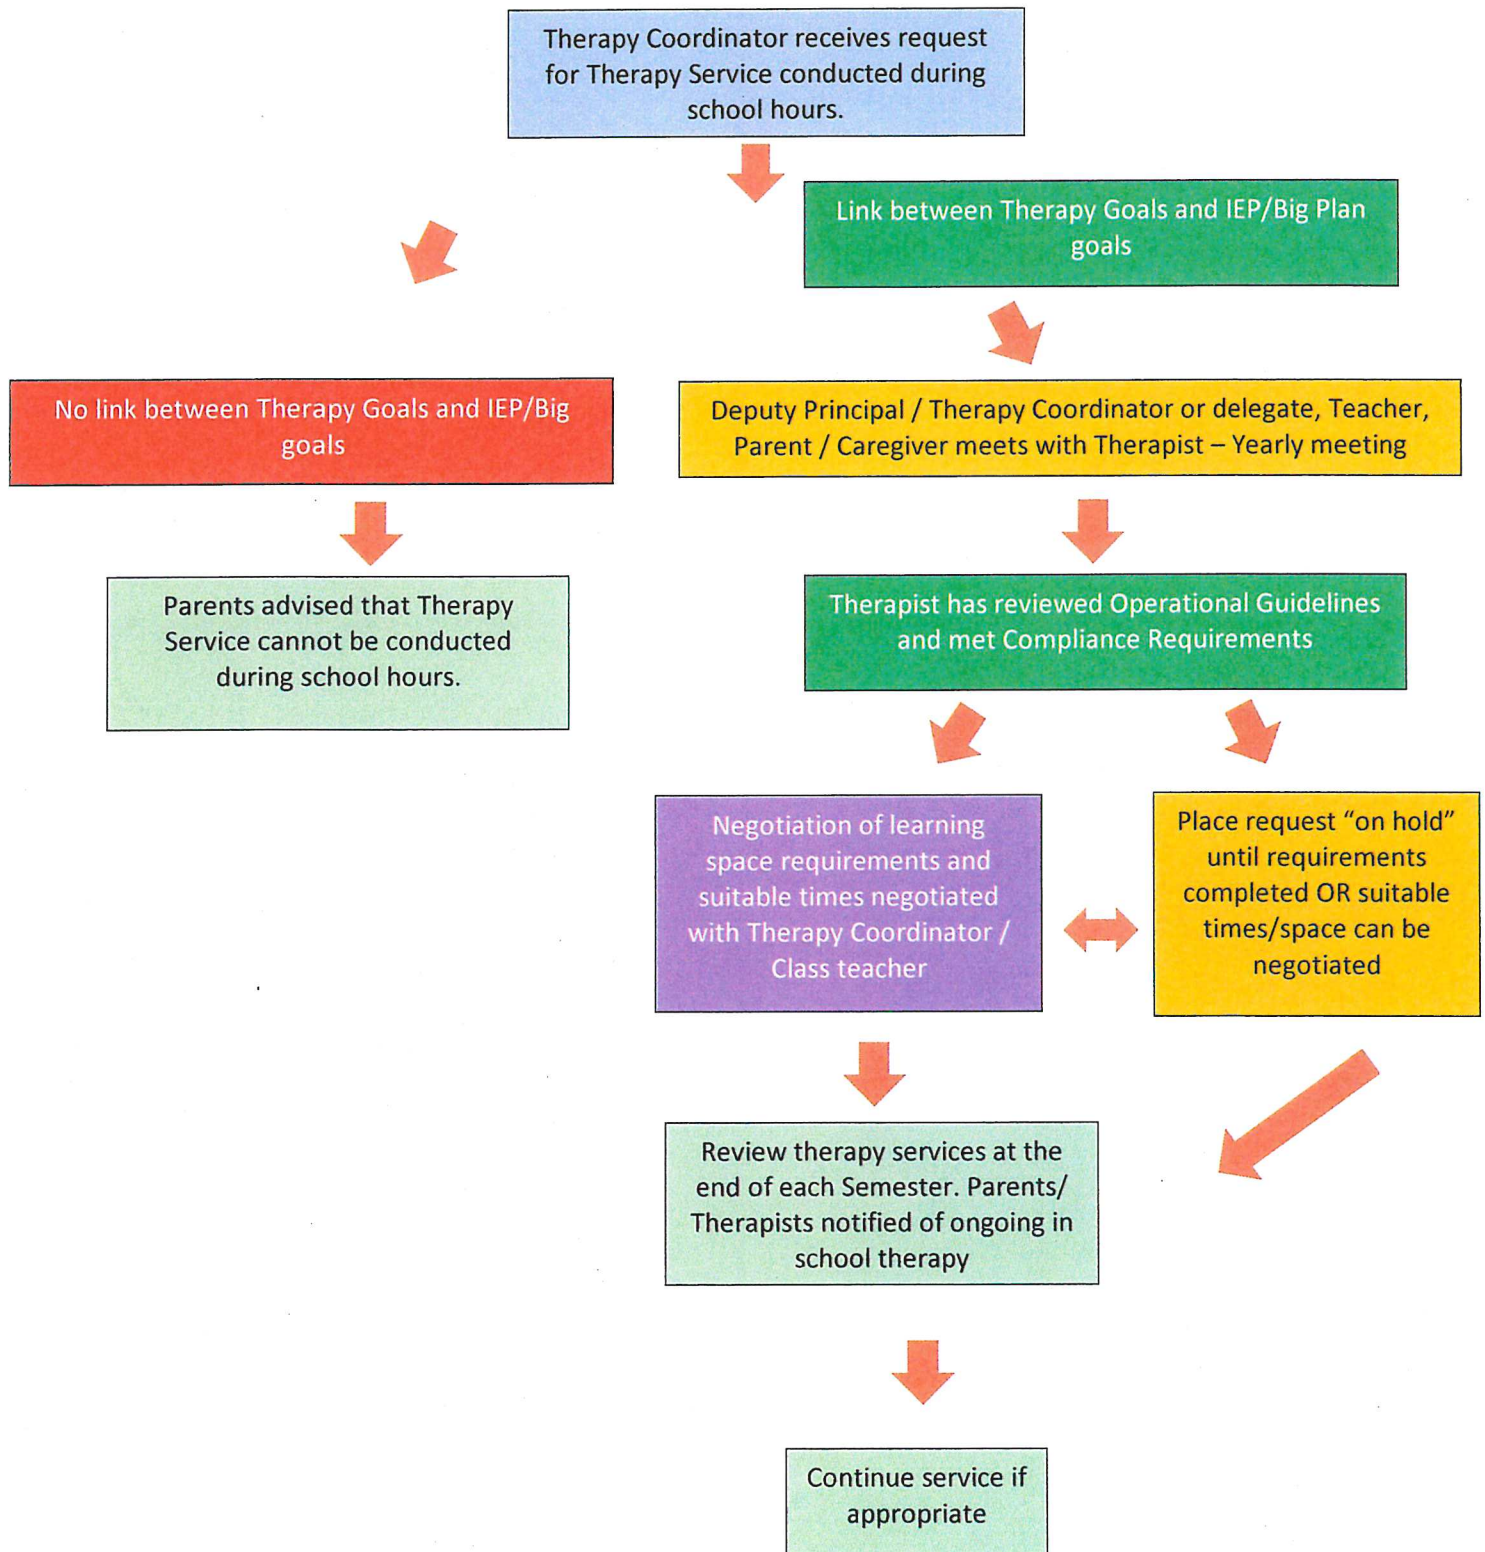 Therapy Coordinator receives request
for Therapy Service conducted during
school hours.
Link between Therapy Goals and IEP/Big Plan
goals
No link between Therapy Goals and IEP/Big
goals
Deputy Principal / Therapy Coordinator or delegate, Teacher,
Parent / Caregiver meets with Therapist – Yearly meeting
Parents advised that Therapy
Service cannot be conducted
during school hours.
Therapist has reviewed Operational Guidelines
and met Compliance Requirements
Negotiation of learning
space requirements and
suitable times negotiated
with Therapy Coordinator /
Class teacher
Place request “on hold”
until requirements
completed OR suitable
times/space can be
negotiated
Review therapy services at the
end of each Semester. Parents/
Therapists notified of ongoing in
school therapy
Continue service if
appropriate